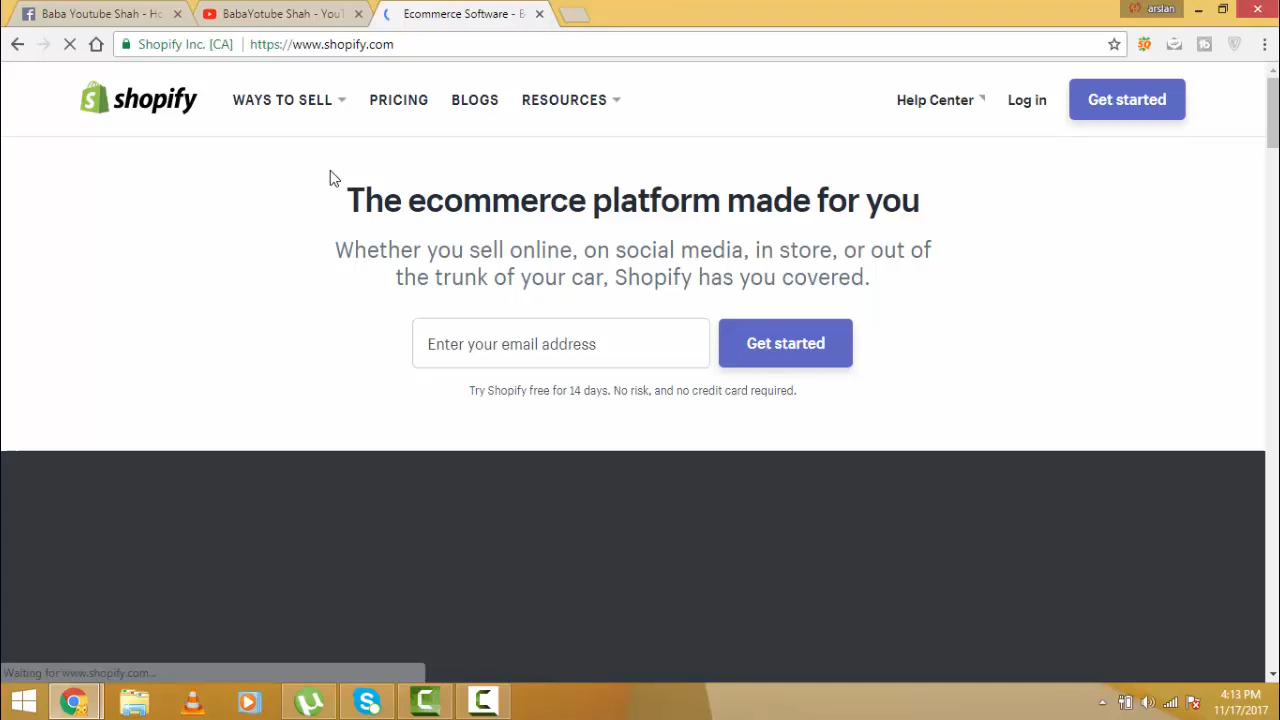 Baba Youtube Shah - Ho
BabaYotube Shah - YouT
Ecommerce Software - B
arslan
Shopify Inc. [CA]
https://www.shopify.com
shopify
WAYS TO SELL
PRICING
BLOGS
RESOURCES
Help Center
Log in
Get started
The ecommerce platform made for you
Whether you sell online, on social media, in store, or out of
the trunk of your car, Shopify has you covered.
Enter your email address
Get started
Try Shopify free for 14 days. No risk, and no credit card required.
Waiting for www.shopify.com...
4:13 PM
11/17/2017